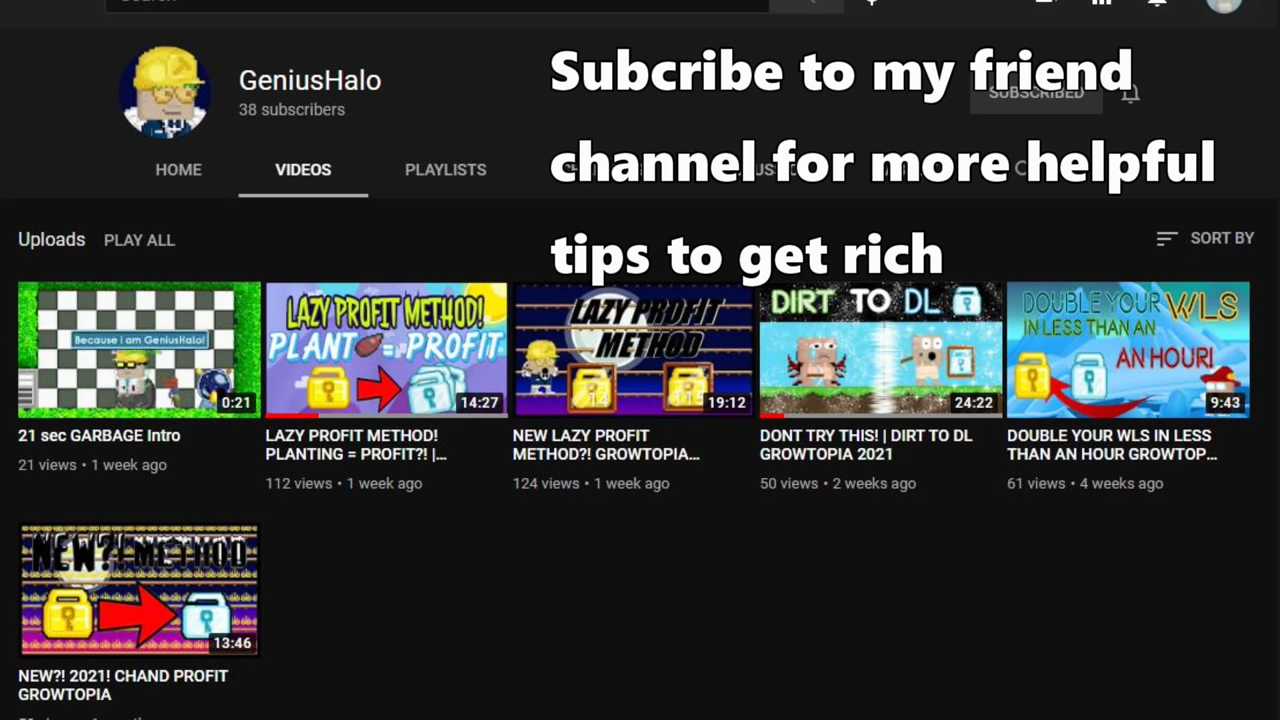 Search
GeniusHalo
38 subscribers
SUBSCRIBED
Subcribe to my friend
channel for more helpful
tips to get rich
HOME
VIDEOS
PLAYLISTS
Uploads
PLAY ALL
SORT BY
Because i am GeniusHalo!
0:21
LAZY PROFIT METHOD!
PLANT = PROFIT
14:27
LAZY PROFIT
METHOD
19:12
DIRT TO DL
24:22
DOUBLE YOUR WLS
IN LESS THAN AN
AN HOUR!
9:43
21 sec GARBAGE Intro
21 views • 1 week ago
LAZY PROFIT METHOD!
PLANTING = PROFIT?! |...
112 views • 1 week ago
NEW LAZY PROFIT
METHOD?! GROWTOPIA...
124 views • 1 week ago
DONT TRY THIS! | DIRT TO DL
GROWTOPIA 2021
50 views • 2 weeks ago
DOUBLE YOUR WLS IN LESS
THAN AN HOUR GROWTOP...
61 views • 4 weeks ago
NEW?! METHOD
13:46
NEW?! 2021! CHAND PROFIT
GROWTOPIA